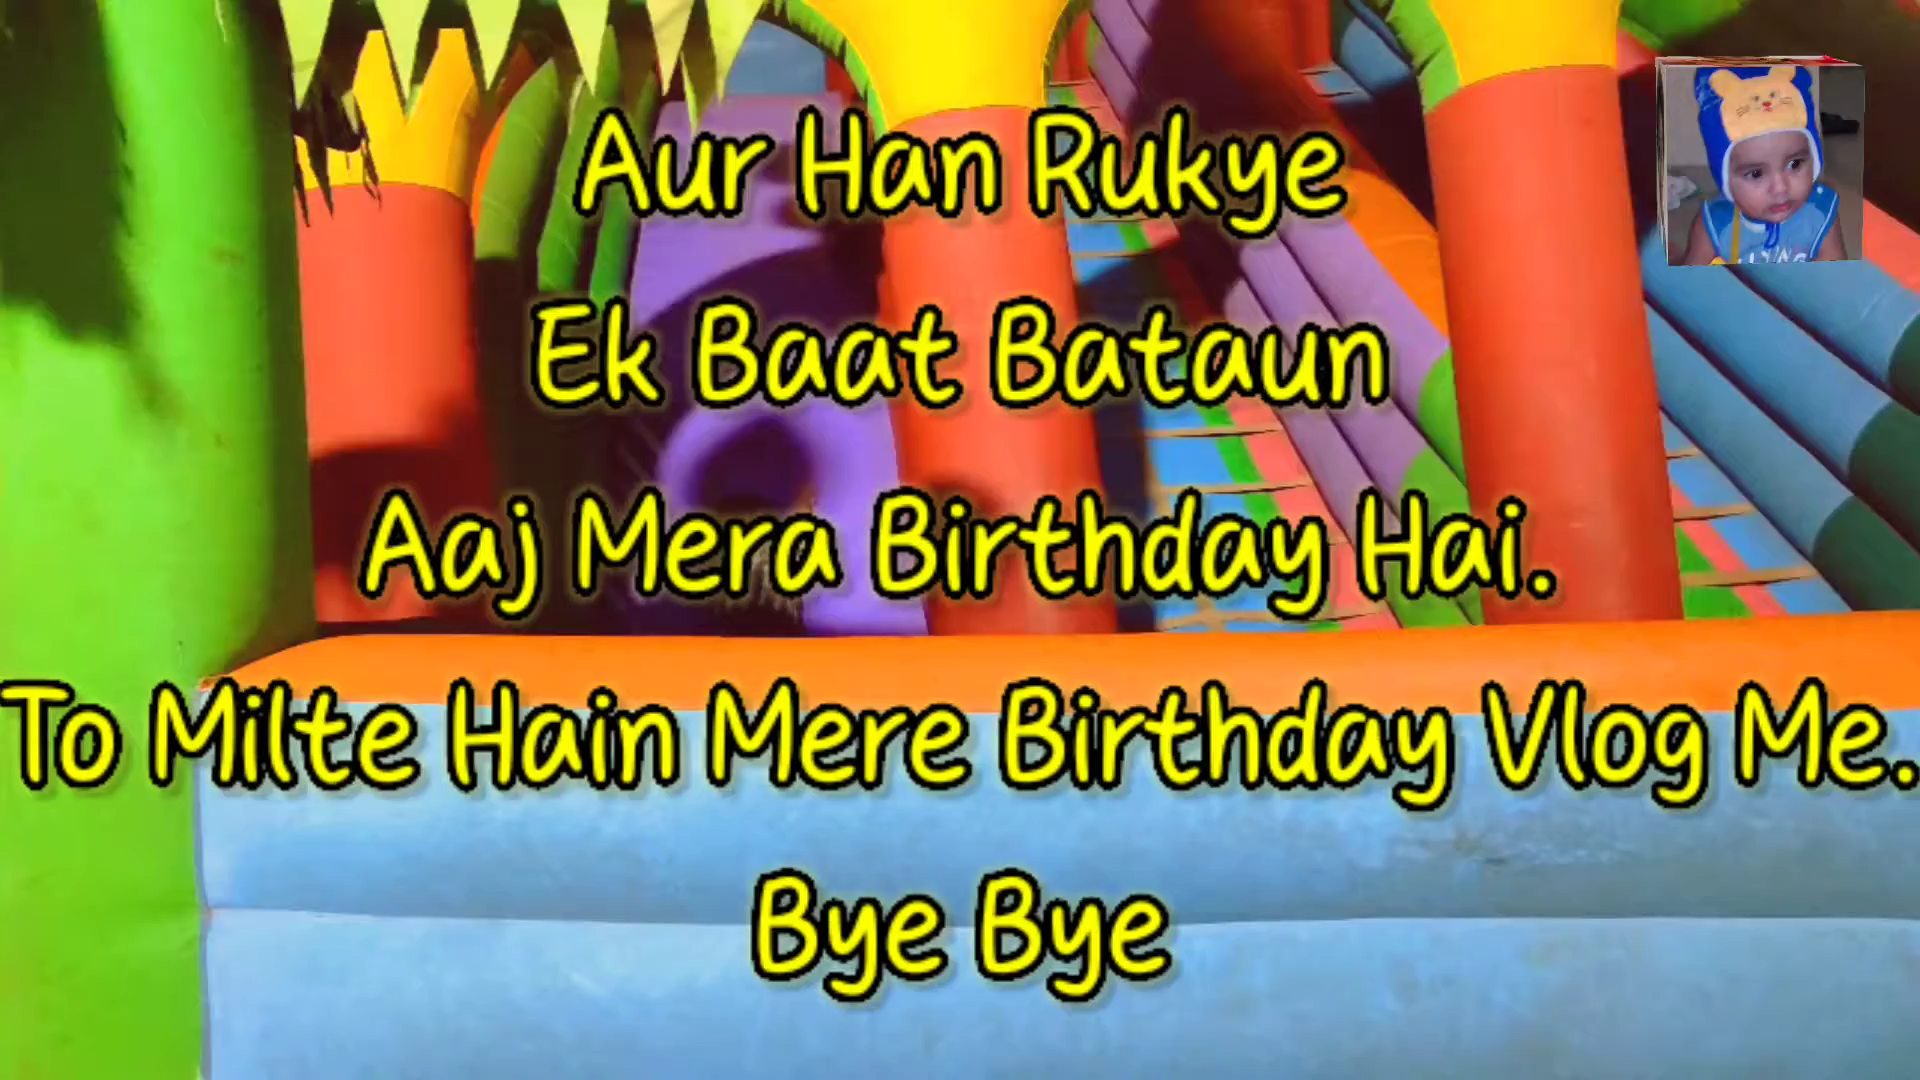 Aur Han Rukye
Ek Baat Bataun
Aaj Mera Birthday Hai.
To Milte Hain Mere Birthday Vlog Me.
Bye Bye